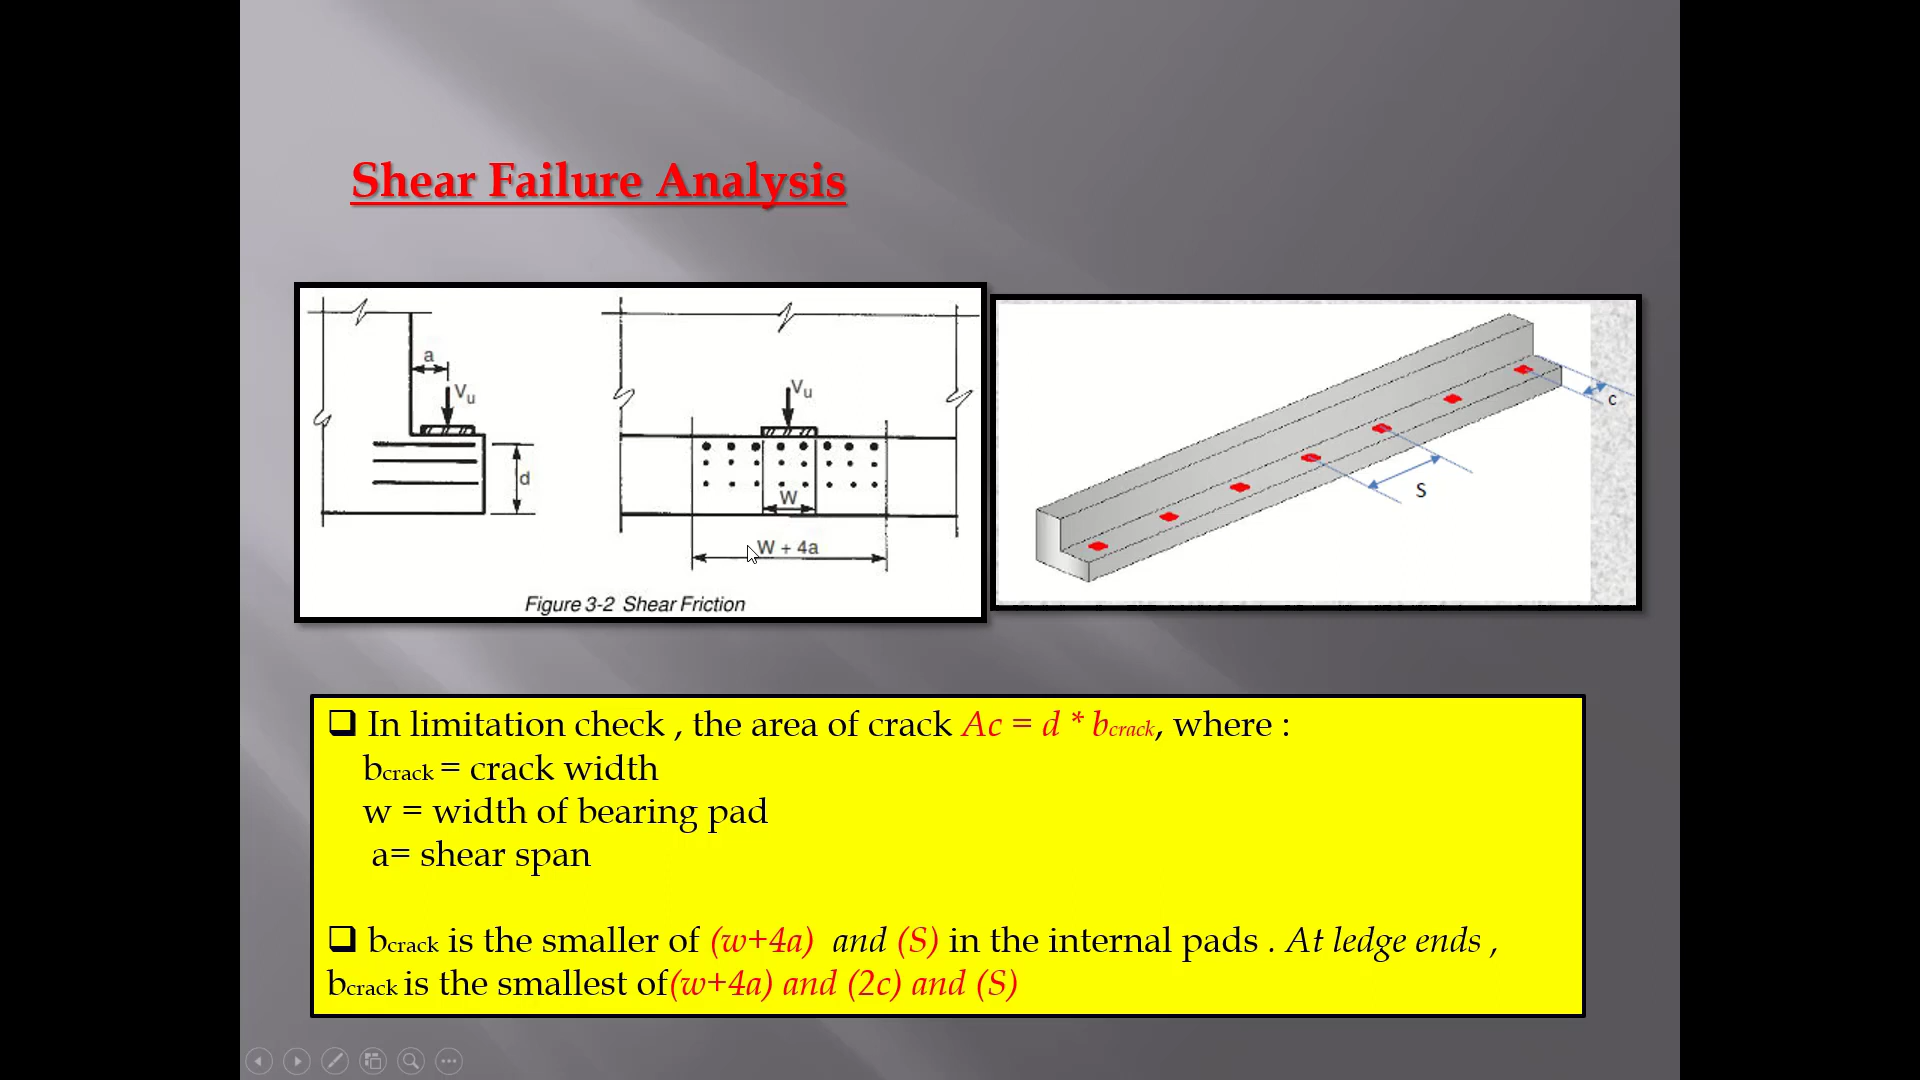 Shear Failure Analysis
a
Vu
d
Vu
W
W + 4a
Figure 3-2 Shear Friction
c
S
In limitation check , the area of crack Ac = d * bcrack, where :
bcrack = crack width
w = width of bearing pad
a= shear span
bcrack is the smaller of (w+4a) and (S) in the internal pads . At ledge ends ,
bcrack is the smallest of(w+4a) and (2c) and (S)